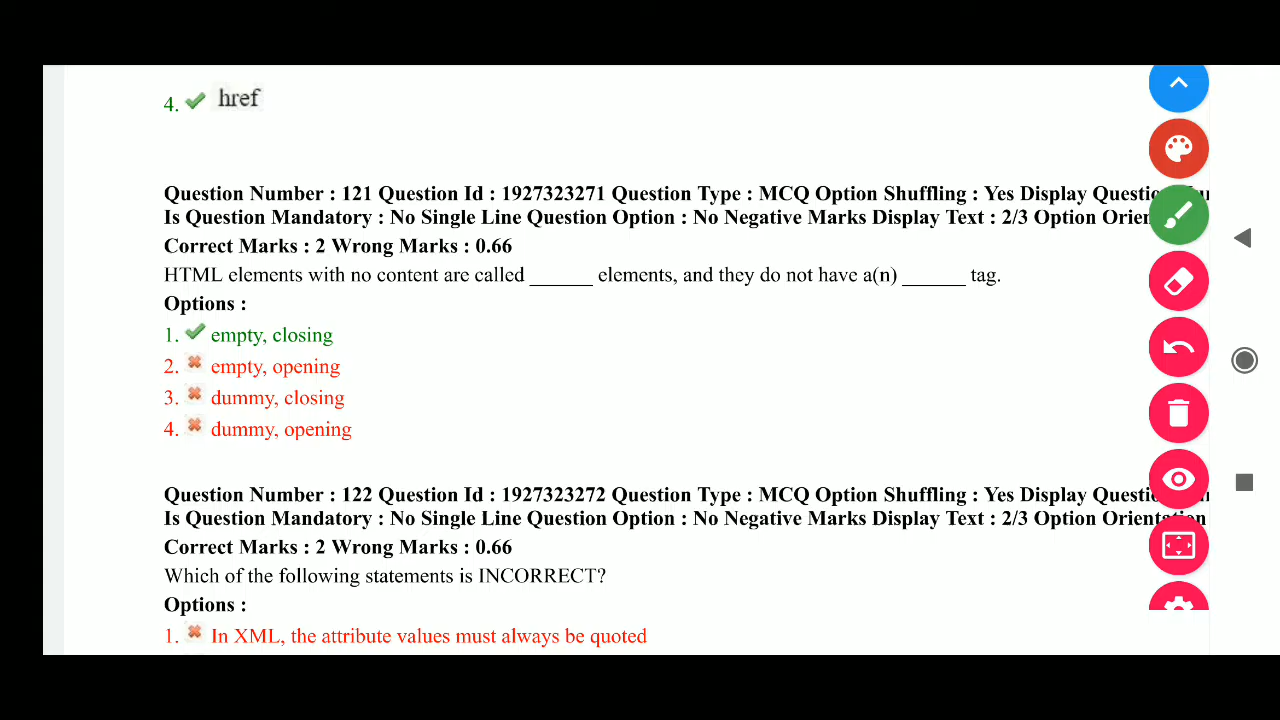 4. href
Question Number : 121 Question Id : 1927323271 Question Type : MCQ Option Shuffling : Yes Display
Is Question Mandatory : No Single Line Question Option : No Negative Marks Display Text : 2/3 Option
Correct Marks : 2 Wrong Marks : 0.66
HTML elements with no content are called ______ elements, and they do not have a(n) ______ tag.
Options :
1. empty, closing
2. empty, opening
3. dummy, closing
4. dummy, opening
Question Number : 122 Question Id : 1927323272 Question Type : MCQ Option Shuffling : Yes Display
Is Question Mandatory : No Single Line Question Option : No Negative Marks Display Text : 2/3 Option Orientation
Correct Marks : 2 Wrong Marks : 0.66
Which of the following statements is INCORRECT?
Options :
1. In XML, the attribute values must always be quoted